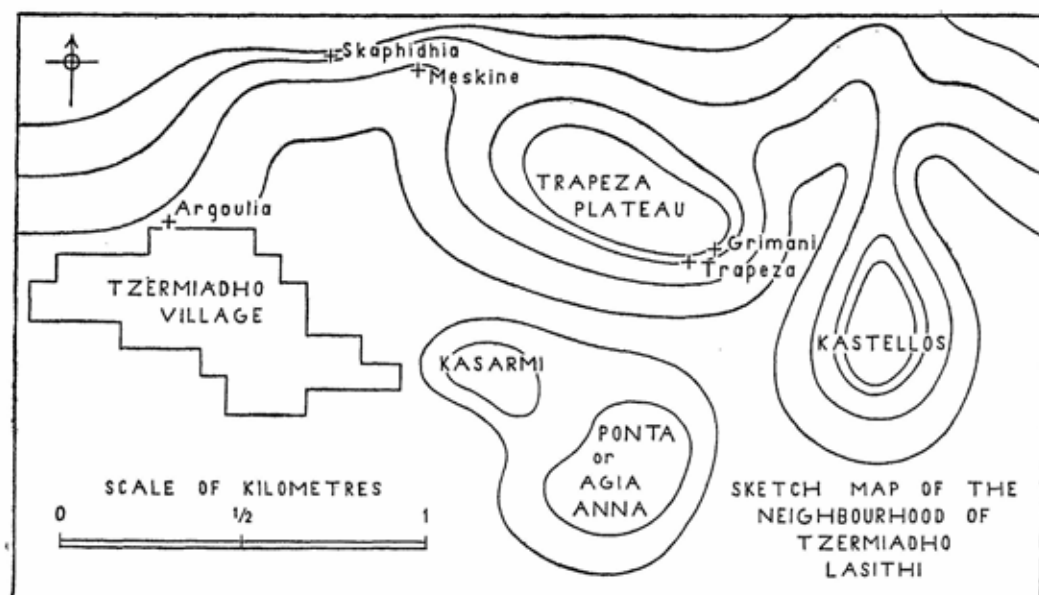 Skaphidhia
Meskine
TRAPEZA
PLATEAU
Argoulia
Grimani
Trapeza
TZERMIADHO
VILLAGE
KASTELLOS
KASARMI
PONTA
or
AGIA
ANNA
SCALE OF KILOMETRES
0 1/2 1
SKETCH MAP OF THE
NEIGHBOURHOOD OF
TZERMIADHO
LASITHI